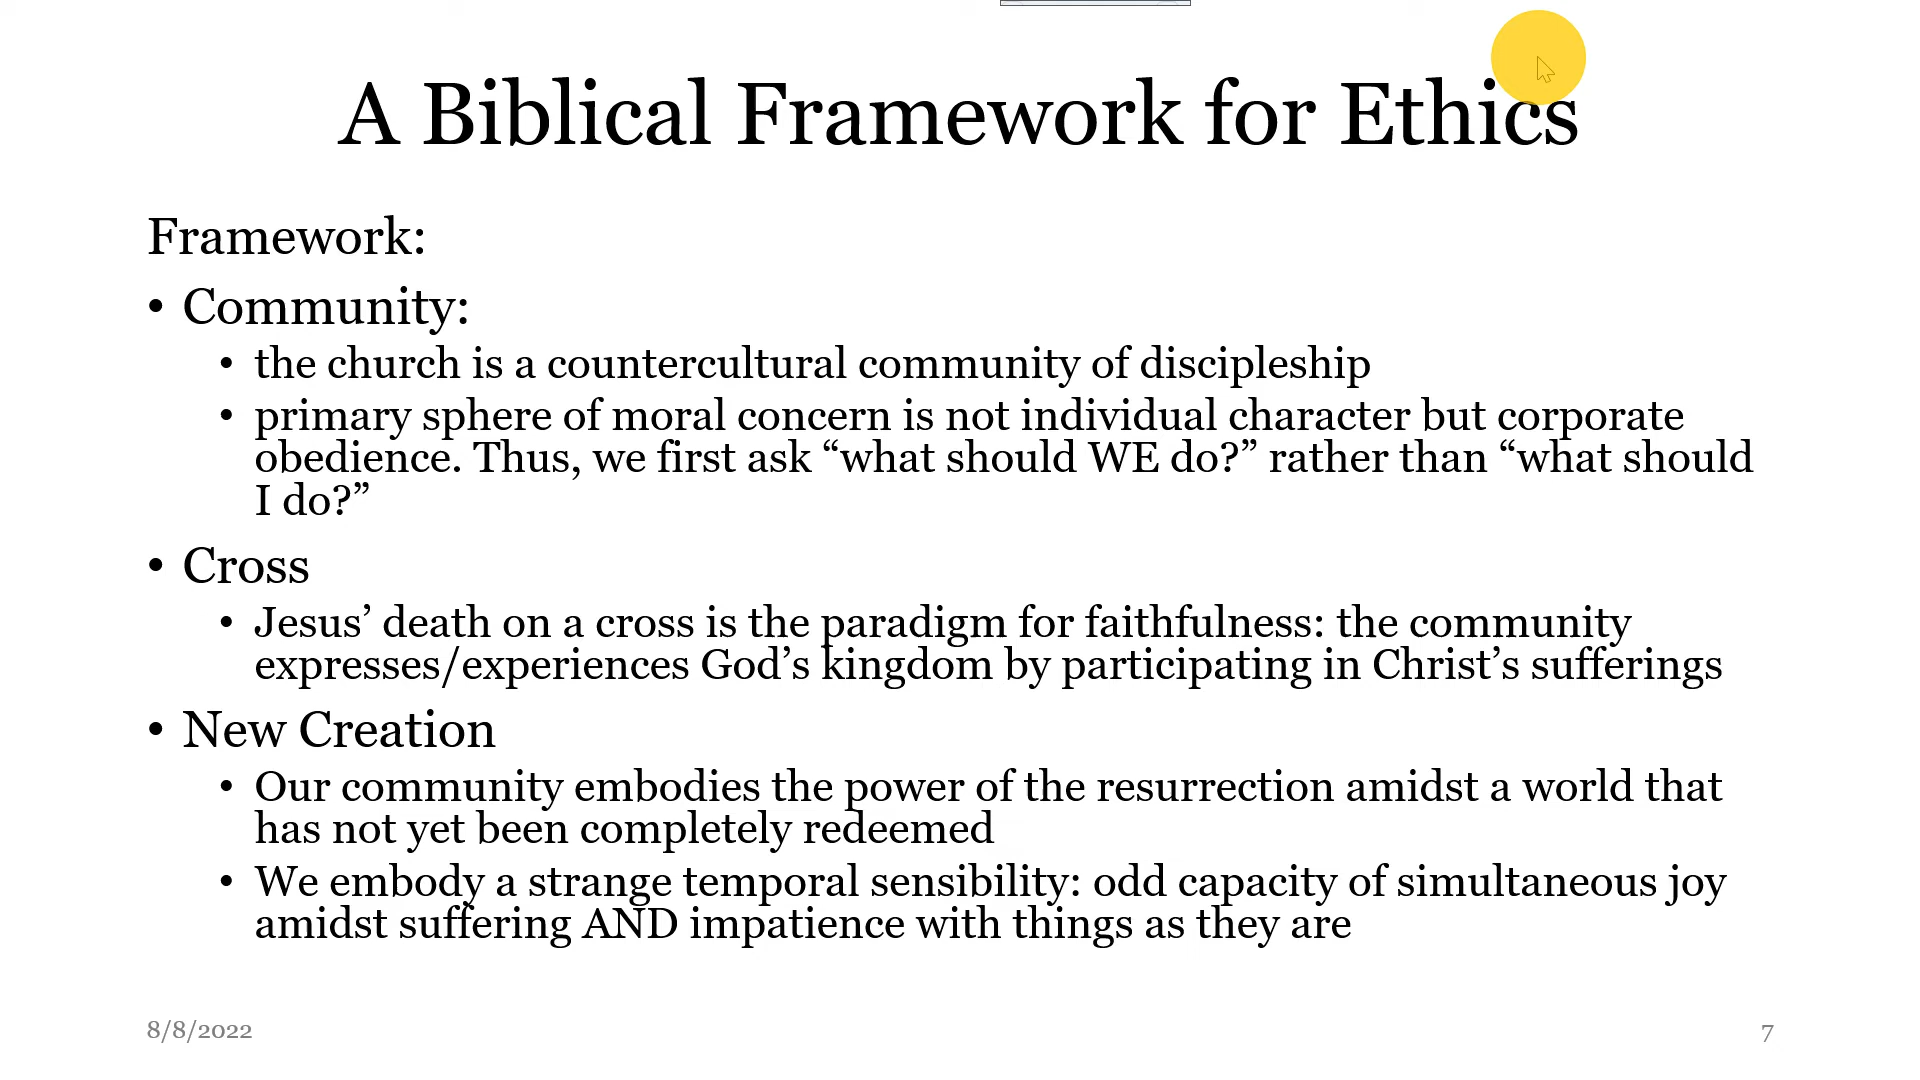 A Biblical Framework for Ethics
Framework:
• Community:
• the church is a countercultural community of discipleship
• primary sphere of moral concern is not individual character but corporate
obedience. Thus, we first ask “what should WE do?” rather than “what should
I do?”
• Cross
• Jesus’ death on a cross is the paradigm for faithfulness: the community
expresses/experiences God’s kingdom by participating in Christ’s sufferings
• New Creation
• Our community embodies the power of the resurrection amidst a world that
has not yet been completely redeemed
• We embody a strange temporal sensibility: odd capacity of simultaneous joy
amidst suffering AND impatience with things as they are
8/8/2022
7